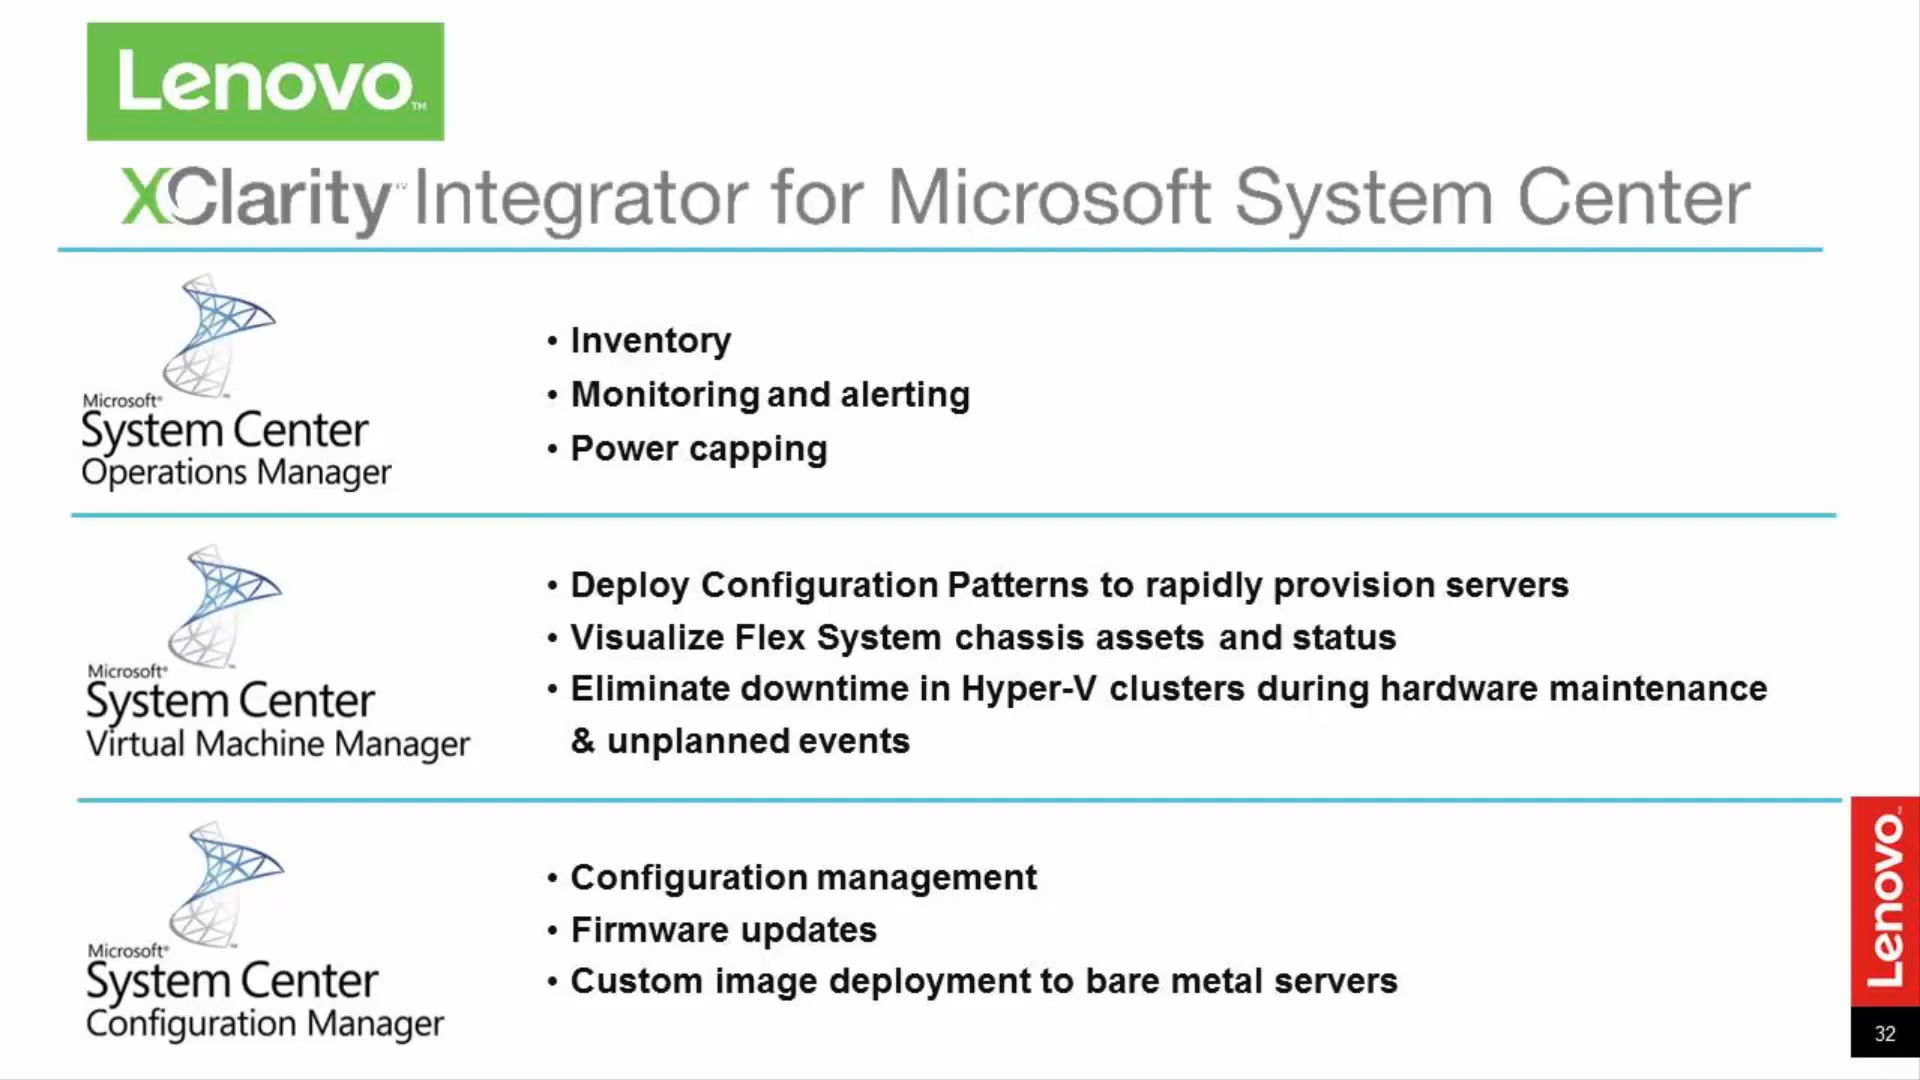 Lenovo™
XClarity™ Integrator for Microsoft System Center
Microsoft®
System Center
Operations Manager
• Inventory
• Monitoring and alerting
• Power capping
Microsoft®
System Center
Virtual Machine Manager
• Deploy Configuration Patterns to rapidly provision servers
• Visualize Flex System chassis assets and status
• Eliminate downtime in Hyper-V clusters during hardware maintenance
& unplanned events
Microsoft®
System Center
Configuration Manager
• Configuration management
• Firmware updates
• Custom image deployment to bare metal servers
Lenovo™
32